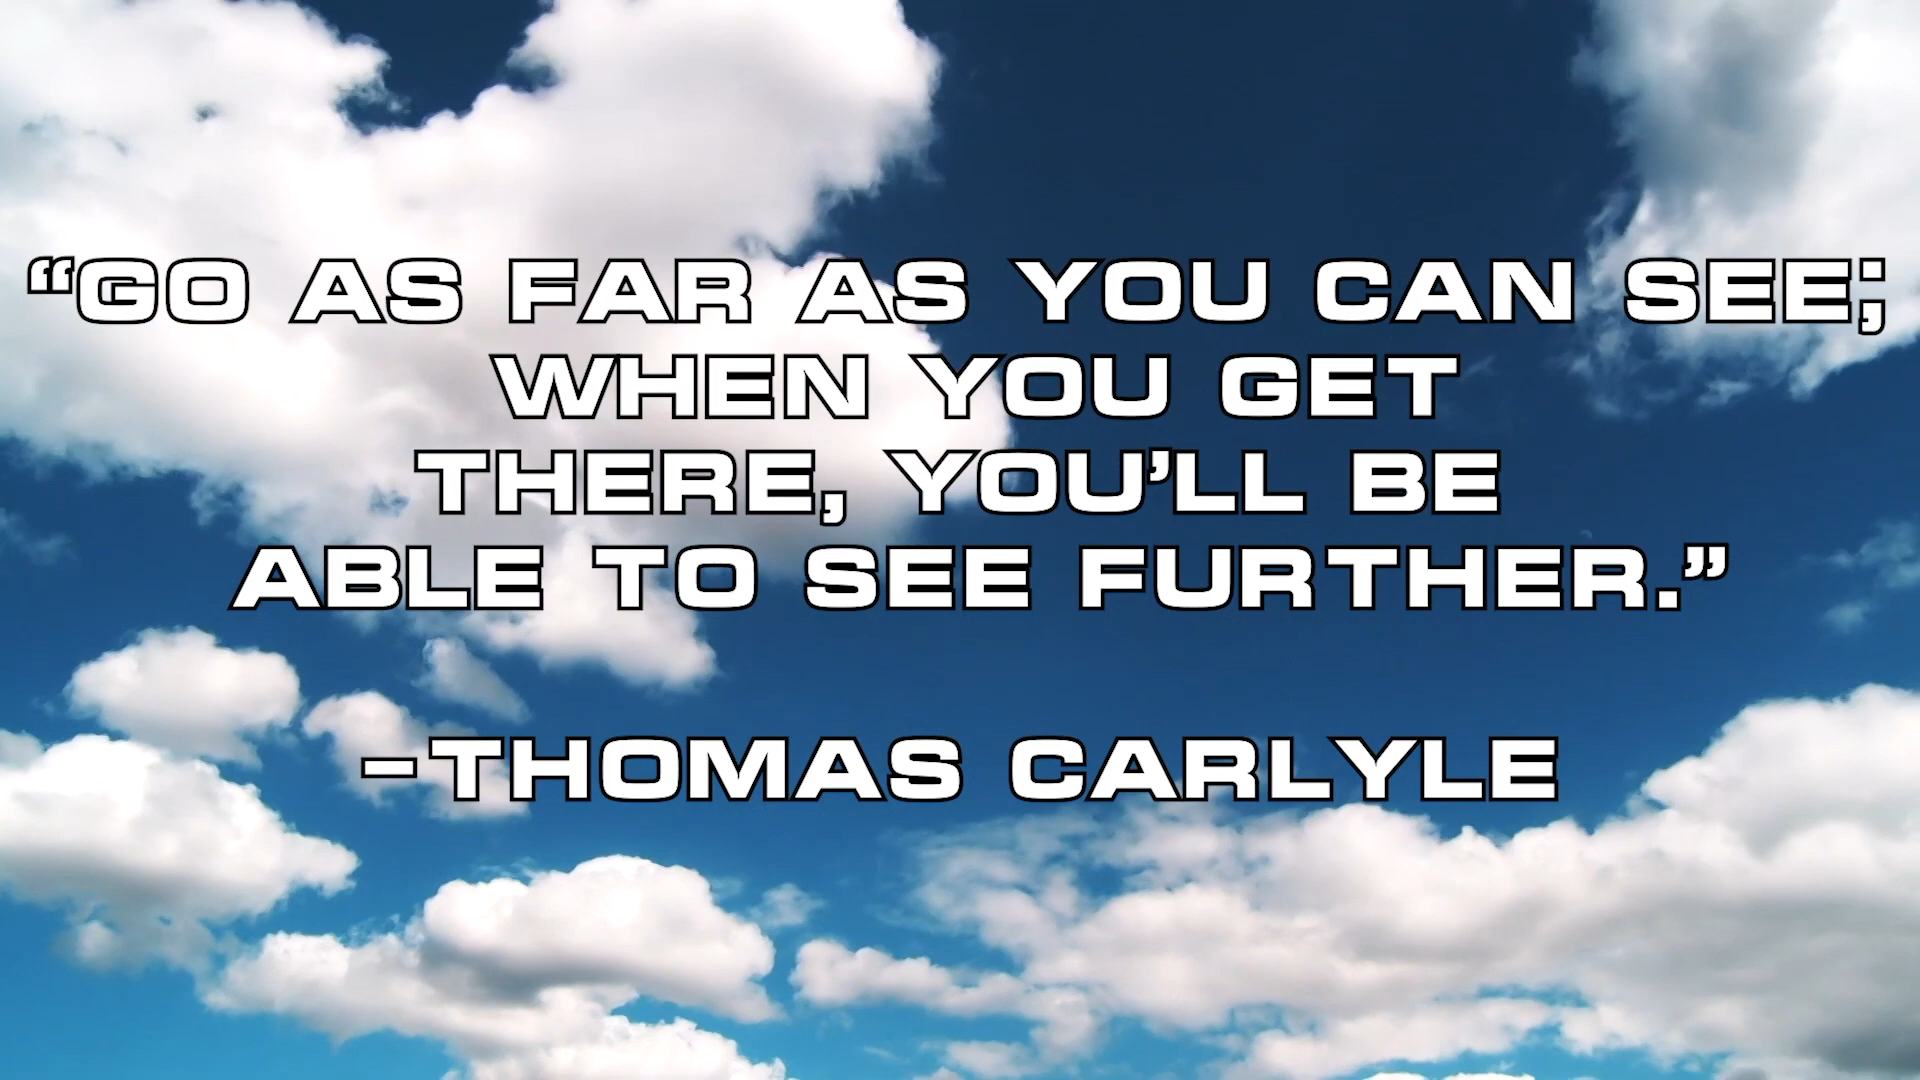 “GO AS FAR AS YOU CAN SEE;
WHEN YOU GET
THERE, YOU’LL BE
ABLE TO SEE FURTHER.”
–THOMAS CARLYLE